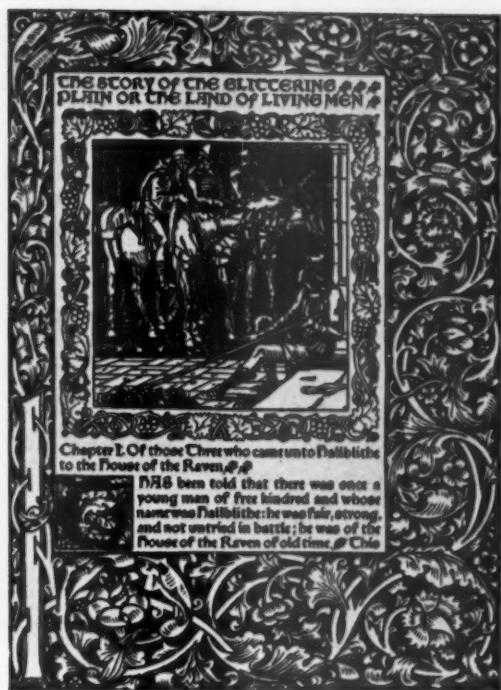 THE STORY OF THE GLITTERING
PLAIN OR THE LAND OF LIVING MEN
Chapter I. Of those Three who came unto Hallblithe
to the House of the Raven
IT
HAS been told that there was once a
young man of free kindred and whose
name was Hallblithe: he was fair, strong,
and not untried in battle; he was of the
House of the Raven of old time. This